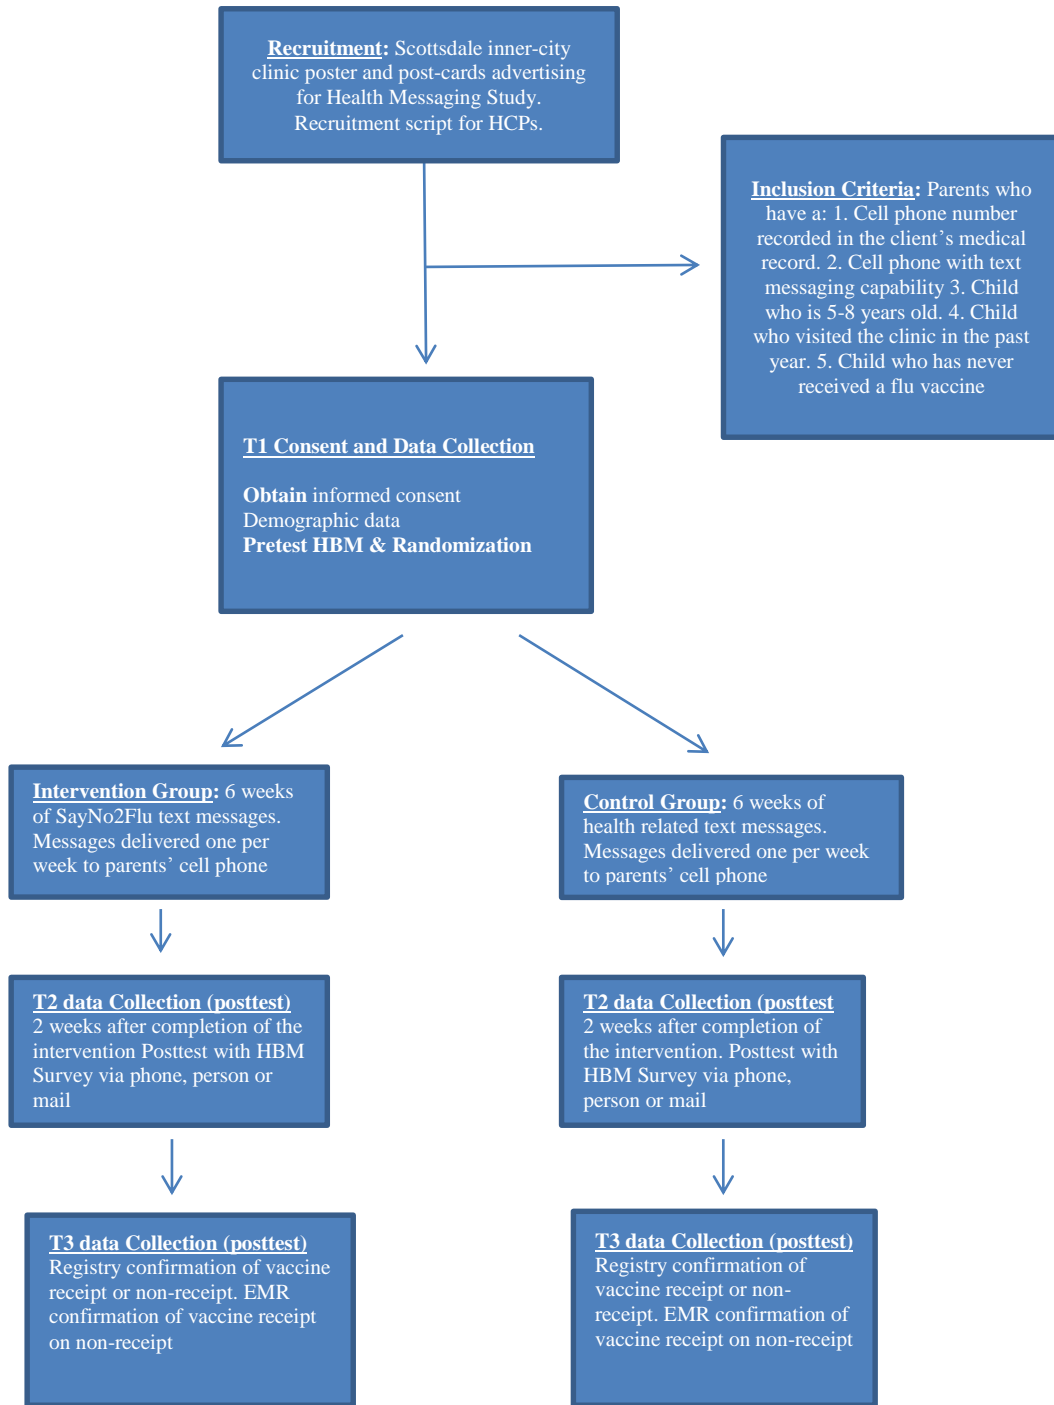 Recruitment: Scottsdale inner-city
clinic poster and post-cards advertising
for Health Messaging Study.
Recruitment script for HCPs.
Inclusion Criteria: Parents who
have a: 1. Cell phone number
recorded in the client’s medical
record. 2. Cell phone with text
messaging capability 3. Child
who is 5-8 years old. 4. Child
who visited the clinic in the past
year. 5. Child who has never
received a flu vaccine
T1 Consent and Data Collection
Obtain informed consent
Demographic data
Pretest HBM & Randomization
Intervention Group: 6 weeks
of SayNo2Flu text messages.
Messages delivered one per
week to parents’ cell phone
Control Group: 6 weeks of
health related text messages.
Messages delivered one per week
to parents’ cell phone
T2 data Collection (posttest)
2 weeks after completion of the
intervention Posttest with HBM
Survey via phone, person or
mail
T2 data Collection (posttest
2 weeks after completion of
the intervention. Posttest with
HBM Survey via phone,
person or mail
T3 data Collection (posttest)
Registry confirmation of vaccine
receipt or non-receipt. EMR
confirmation of vaccine receipt
on non-receipt
T3 data Collection (posttest)
Registry confirmation of
vaccine receipt or non-
receipt. EMR confirmation of
vaccine receipt on non-receipt